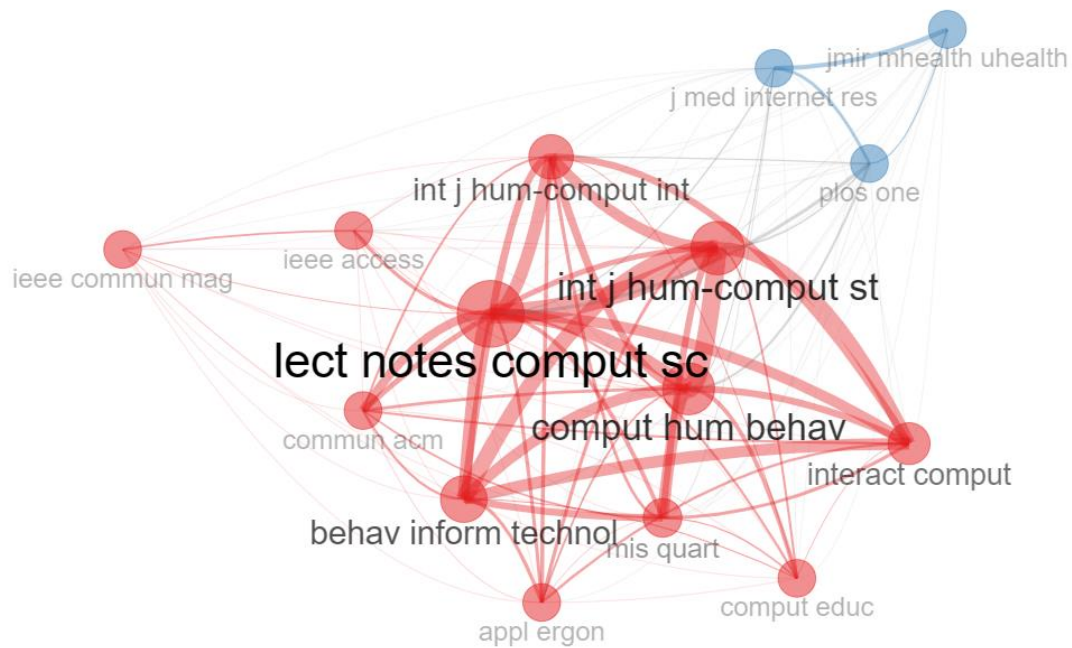 jmir mhealth uhealth
j med internet res
int j hum-comput int
plos one
ieee access
ieee commun mag
int j hum-comput st
lect notes comput sc
comput hum behav
commun acm
interact comput
behav inform technol
mis quart
comput educ
appl ergon